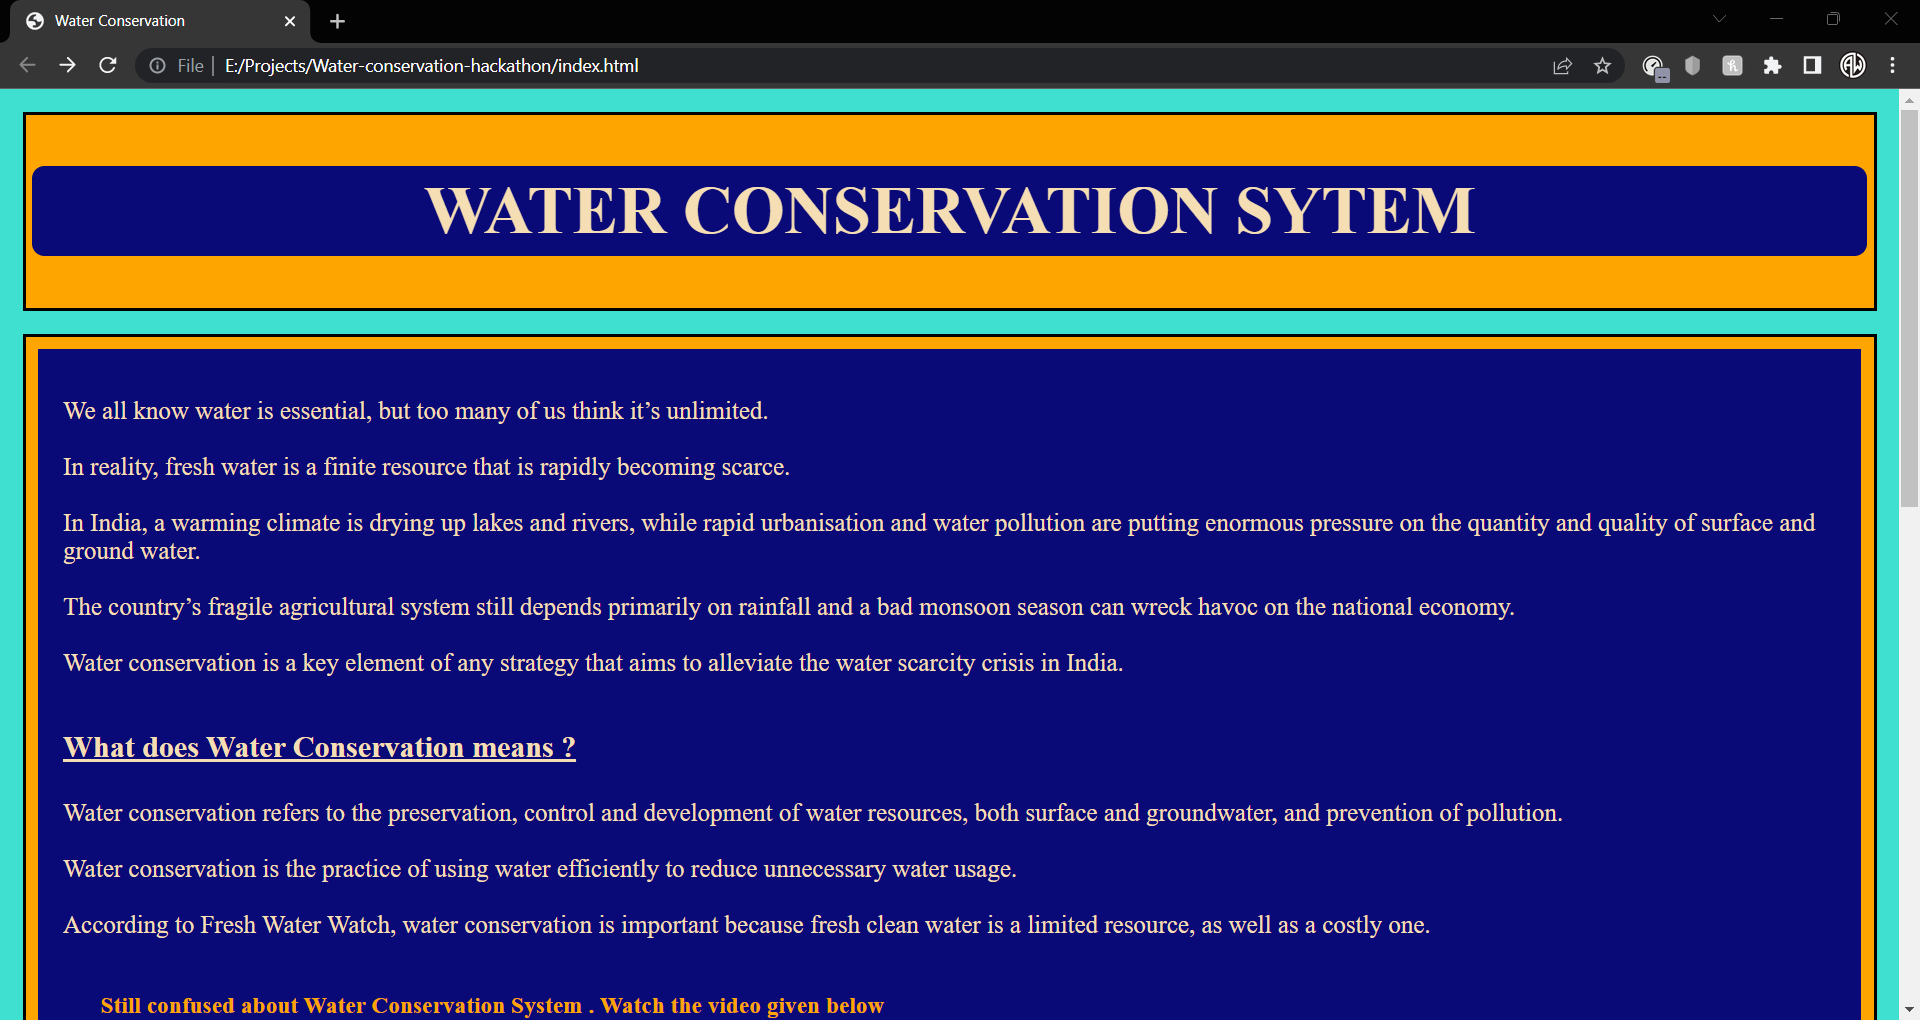 Water Conservation
File | E:/Projects/Water-conservation-hackathon/index.html
WATER CONSERVATION SYTEM
We all know water is essential, but too many of us think it’s unlimited.
In reality, fresh water is a finite resource that is rapidly becoming scarce.
In India, a warming climate is drying up lakes and rivers, while rapid urbanisation and water pollution are putting enormous pressure on the quantity and quality of surface and
ground water.
The country’s fragile agricultural system still depends primarily on rainfall and a bad monsoon season can wreck havoc on the national economy.
Water conservation is a key element of any strategy that aims to alleviate the water scarcity crisis in India.
What does Water Conservation means ?
Water conservation refers to the preservation, control and development of water resources, both surface and groundwater, and prevention of pollution.
Water conservation is the practice of using water efficiently to reduce unnecessary water usage.
According to Fresh Water Watch, water conservation is important because fresh clean water is a limited resource, as well as a costly one.
Still confused about Water Conservation System . Watch the video given below